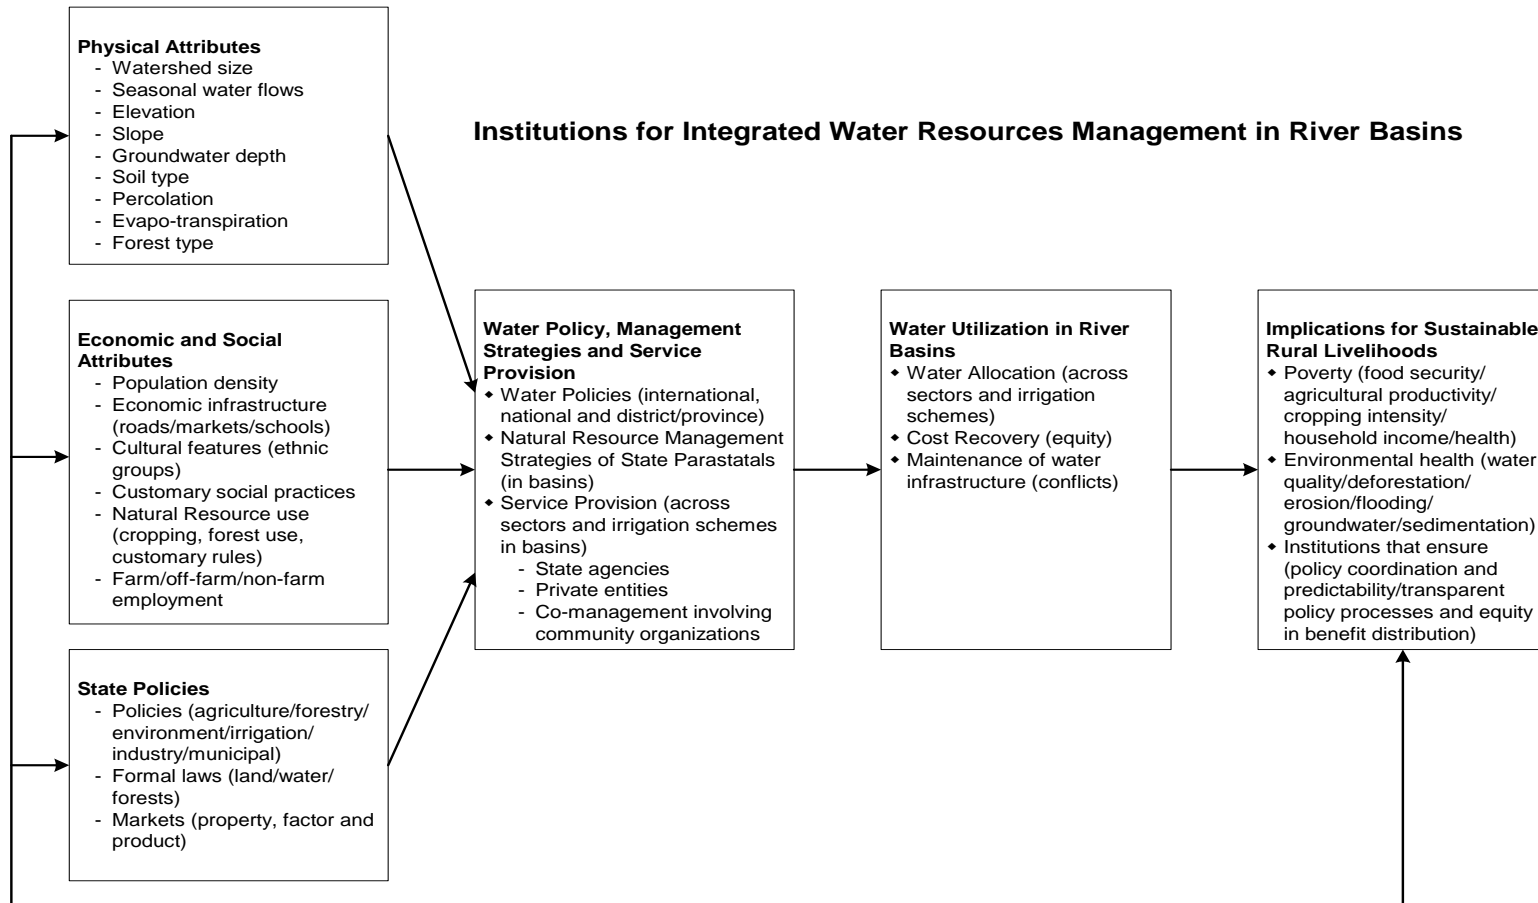 Institutions for Integrated Water Resources Management in River Basins
Physical Attributes
- Watershed size
- Seasonal water flows
- Elevation
- Slope
- Groundwater depth
- Soil type
- Percolation
- Evapo-transpiration
- Forest type
Economic and Social
Attributes
- Population density
- Economic infrastructure
(roads/markets/schools)
- Cultural features (ethnic
groups)
- Customary social practices
- Natural Resource use
(cropping, forest use,
customary rules)
- Farm/off-farm/non-farm
employment
State Policies
- Policies (agriculture/forestry/
environment/irrigation/
industry/municipal)
- Formal laws (land/water/
forests)
- Markets (property, factor and
product)
Water Policy, Management
Strategies and Service
Provision
◆ Water Policies (international,
national and district/province)
◆ Natural Resource Management
Strategies of State Parastatals
(in basins)
◆ Service Provision (across
sectors and irrigation schemes
in basins)
- State agencies
- Private entities
- Co-management involving
community organizations
Water Utilization in River
Basins
◆ Water Allocation (across
sectors and irrigation
schemes)
◆ Cost Recovery (equity)
◆ Maintenance of water
infrastructure (conflicts)
Implications for Sustainable
Rural Livelihoods
◆ Poverty (food security/
agricultural productivity/
cropping intensity/
household income/health)
◆ Environmental health (water
quality/deforestation/
erosion/flooding/
groundwater/sedimentation)
◆ Institutions that ensure
(policy coordination and
predictability/transparent
policy processes and equity
in benefit distribution)